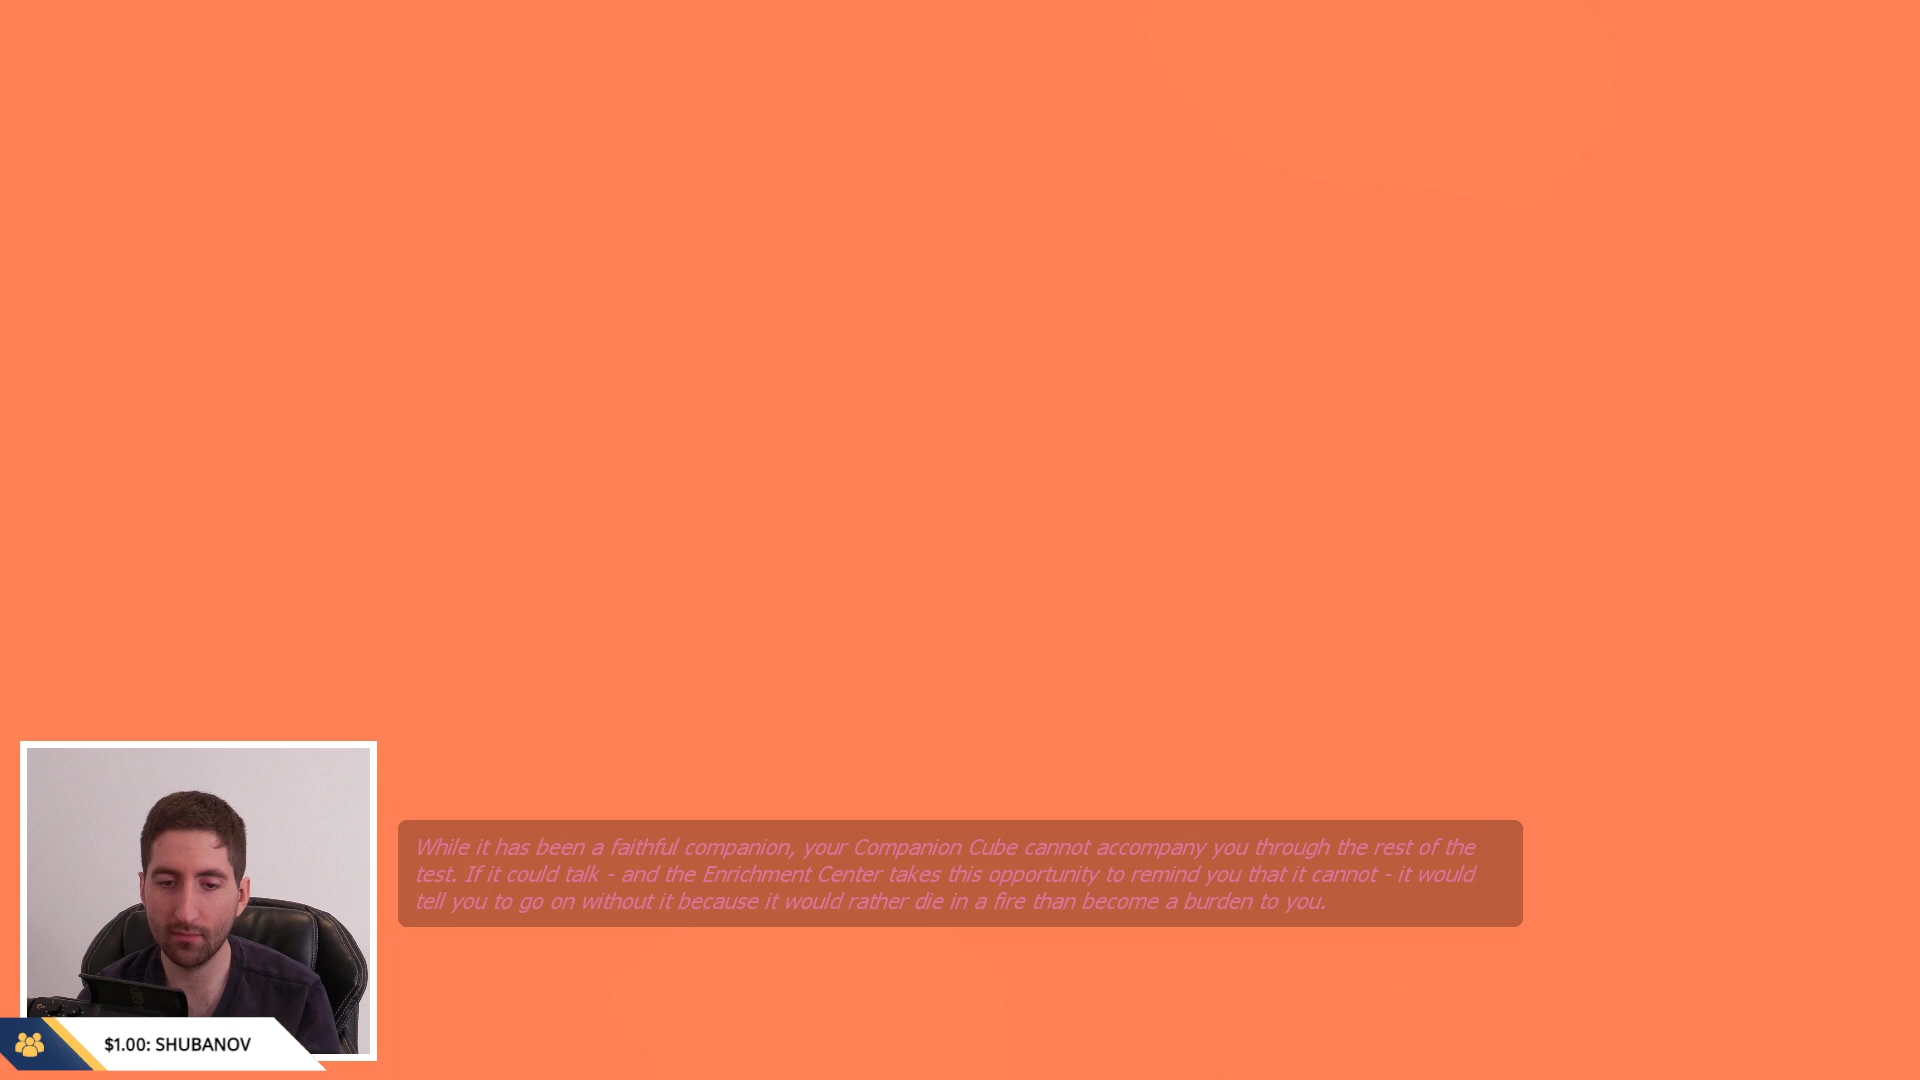 While it has been a faithful companion, your Companion Cube cannot accompany you through the rest of the
test. If it could talk - and the Enrichment Center takes this opportunity to remind you that it cannot - it would
tell you to go on without it because it would rather die in a fire than become a burden to you.
$1.00: SHUBANOV